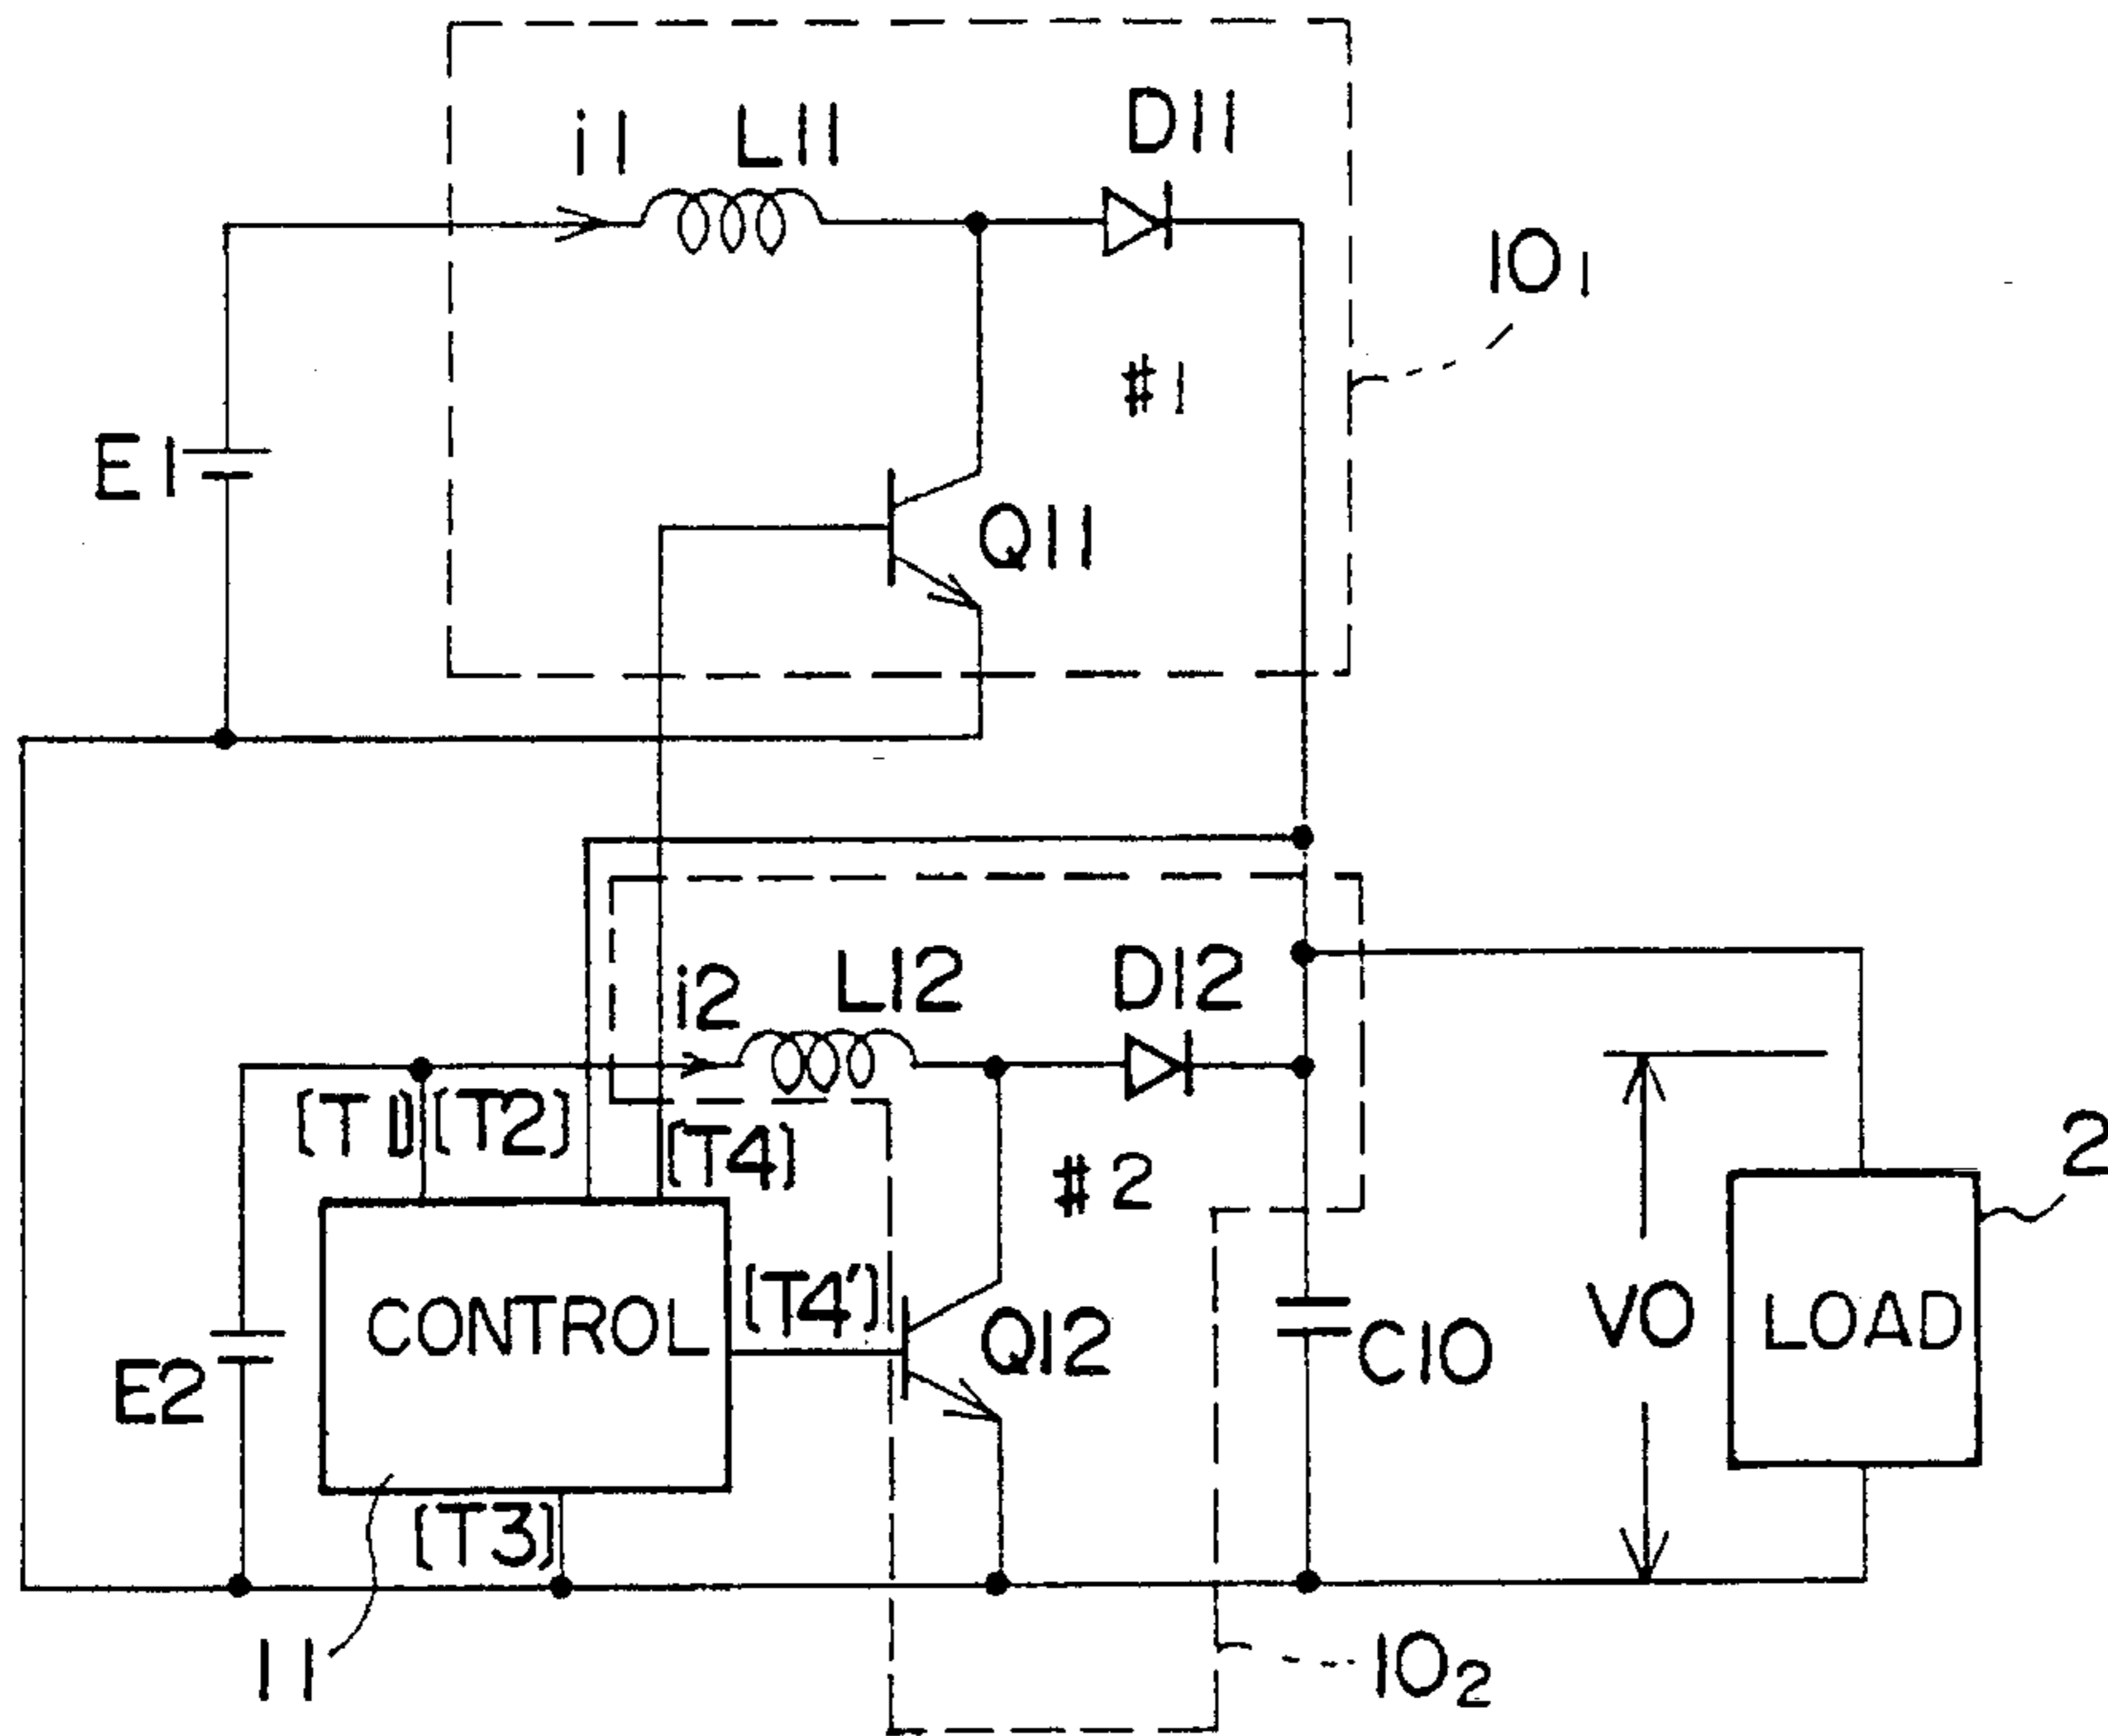 i1
L11
D11
10₁
#1
E1
Q11
L12
D12
i2
(T1)
(T2)
(T4)
#2
2
CONTROL
(T4')
Q12
C10
VO
LOAD
E2
(T3)
11
10₂